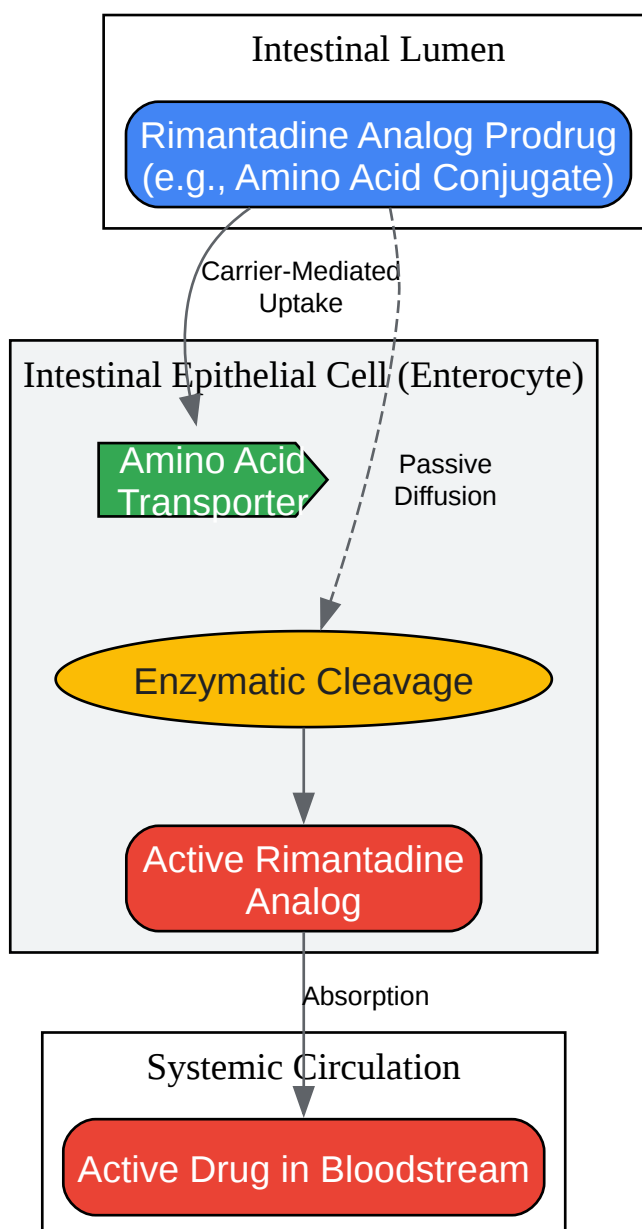 Intestinal Lumen
Rimantadine Analog Prodrug
(e.g., Amino Acid Conjugate)
Carrier-Mediated
Uptake
Intestinal Epithelial Cell (Enterocyte)
Amino Acid
Transporter
Passive
Diffusion
Enzymatic Cleavage
Active Rimantadine
Analog
Absorption
Systemic Circulation
Active Drug in Bloodstream